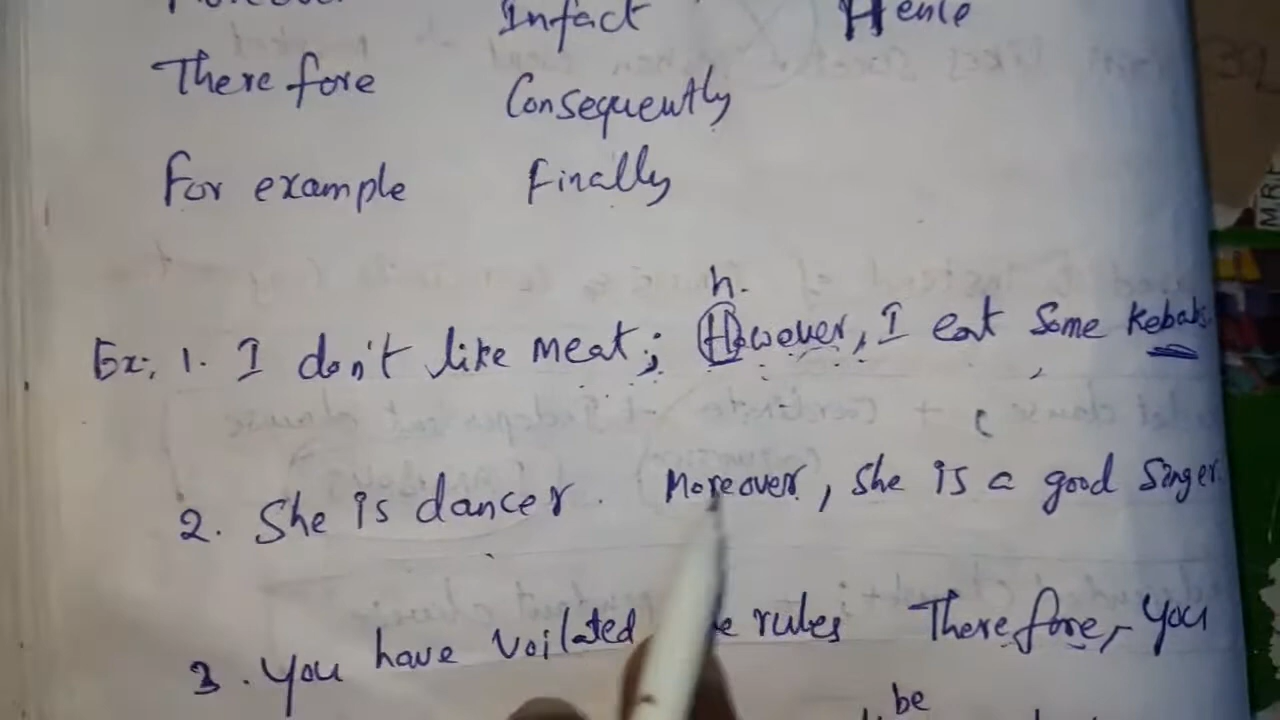 Infact Hence
Therefore Consequently
For example Finally
h.
Ex: 1. I don't like meat; However, I eat some kebabs
2. She is dancer. Moreover, she is a good singer.
3. You have voilated rules Therefore, you
be